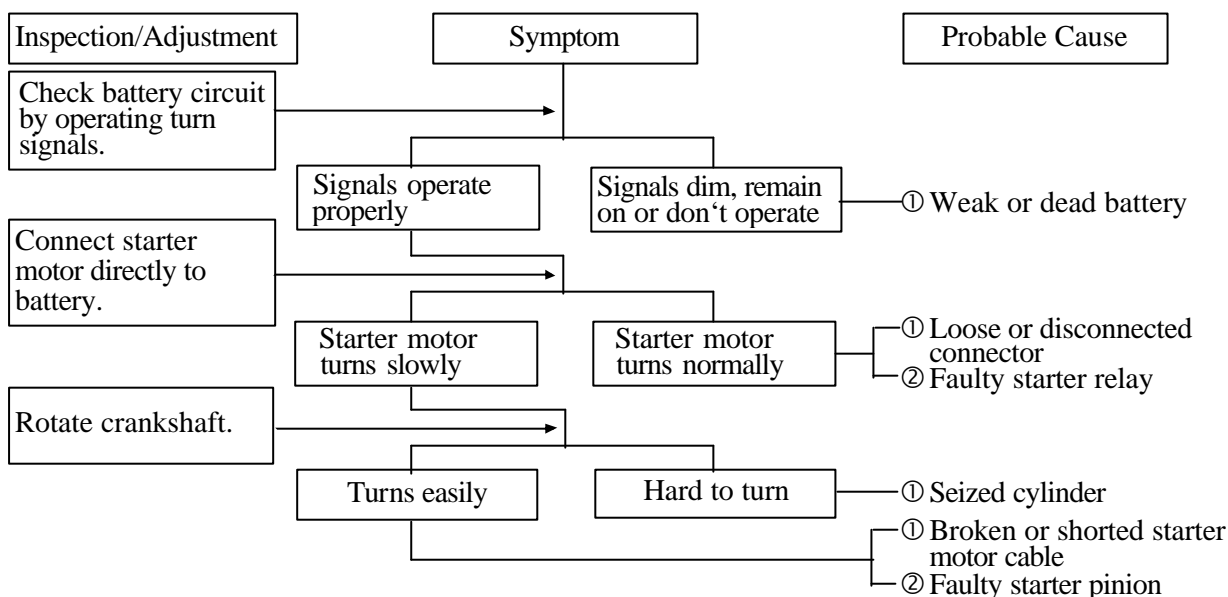 Inspection/Adjustment
Symptom
Probable Cause
Check battery circuit
by operating turn
signals.
Signals operate
properly
Signals dim, remain
on or don‘t operate
① Weak or dead battery
Connect starter
motor directly to
battery.
Starter motor
turns slowly
Starter motor
turns normally
① Loose or disconnected
connector
② Faulty starter relay
Rotate crankshaft.
Turns easily
Hard to turn
① Seized cylinder
① Broken or shorted starter
motor cable
② Faulty starter pinion